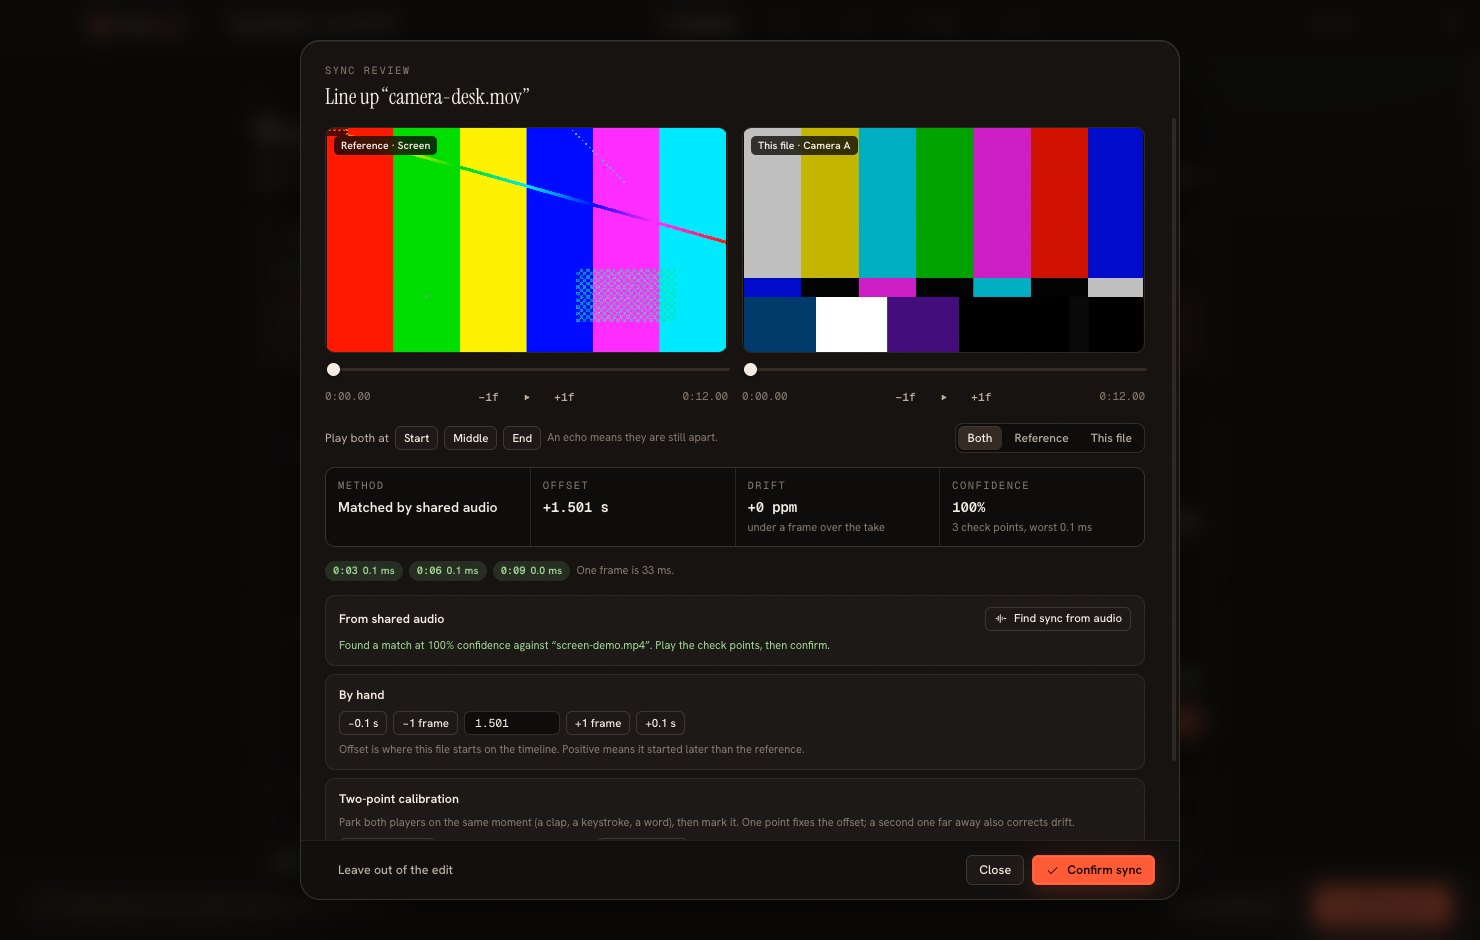 SYNC REVIEW
Line up “camera-desk.mov”
Reference · Screen
This file · Camera A
0:00.00
−1f
+1f
0:12.00
0:00.00
−1f
+1f
0:12.00
Play both at
Start
Middle
End
An echo means they are still apart.
Both
Reference
This file
METHOD
Matched by shared audio
OFFSET
+1.501 s
DRIFT
+0 ppm
under a frame over the take
CONFIDENCE
100%
3 check points, worst 0.1 ms
0:03 0.1 ms
0:06 0.1 ms
0:09 0.0 ms
One frame is 33 ms.
From shared audio
Find sync from audio
Found a match at 100% confidence against “screen-demo.mp4”. Play the check points, then confirm.
By hand
−0.1 s
−1 frame
1.501
+1 frame
+0.1 s
Offset is where this file starts on the timeline. Positive means it started later than the reference.
Two-point calibration
Park both players on the same moment (a clap, a keystroke, a word), then mark it. One point fixes the offset; a second one far away also corrects drift.
Leave out of the edit
Close
Confirm sync